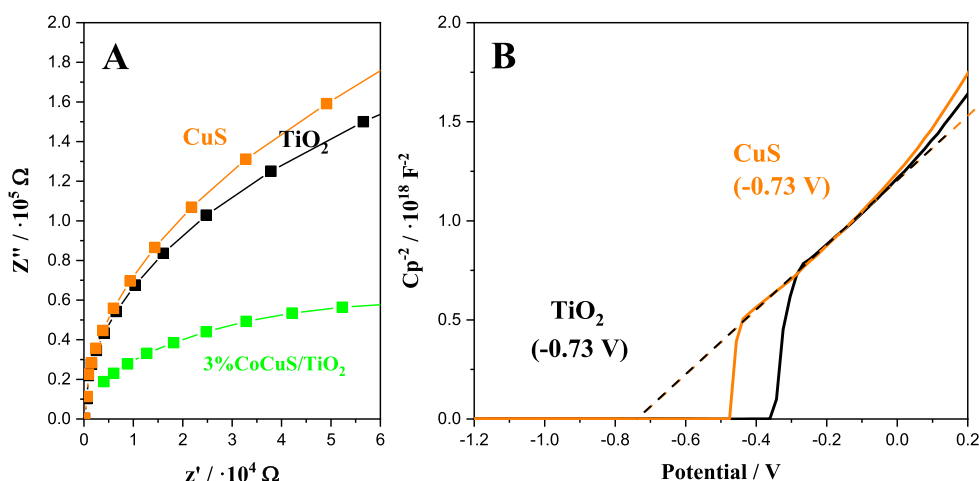 A
CuS
TiO₂
3%CoCuS/TiO₂
Z'' / ·10⁵ Ω
2.0
1.8
1.6
1.4
1.2
1.0
0.8
0.6
0.4
0.2
0.0
0
1
2
3
4
5
6
z' / ·10⁴ Ω
B
CuS
(-0.73 V)
TiO₂
(-0.73 V)
Cp⁻² / ·10¹⁸ F⁻²
2.0
1.5
1.0
0.5
0.0
-1.2
-1.0
-0.8
-0.6
-0.4
-0.2
0.0
0.2
Potential / V